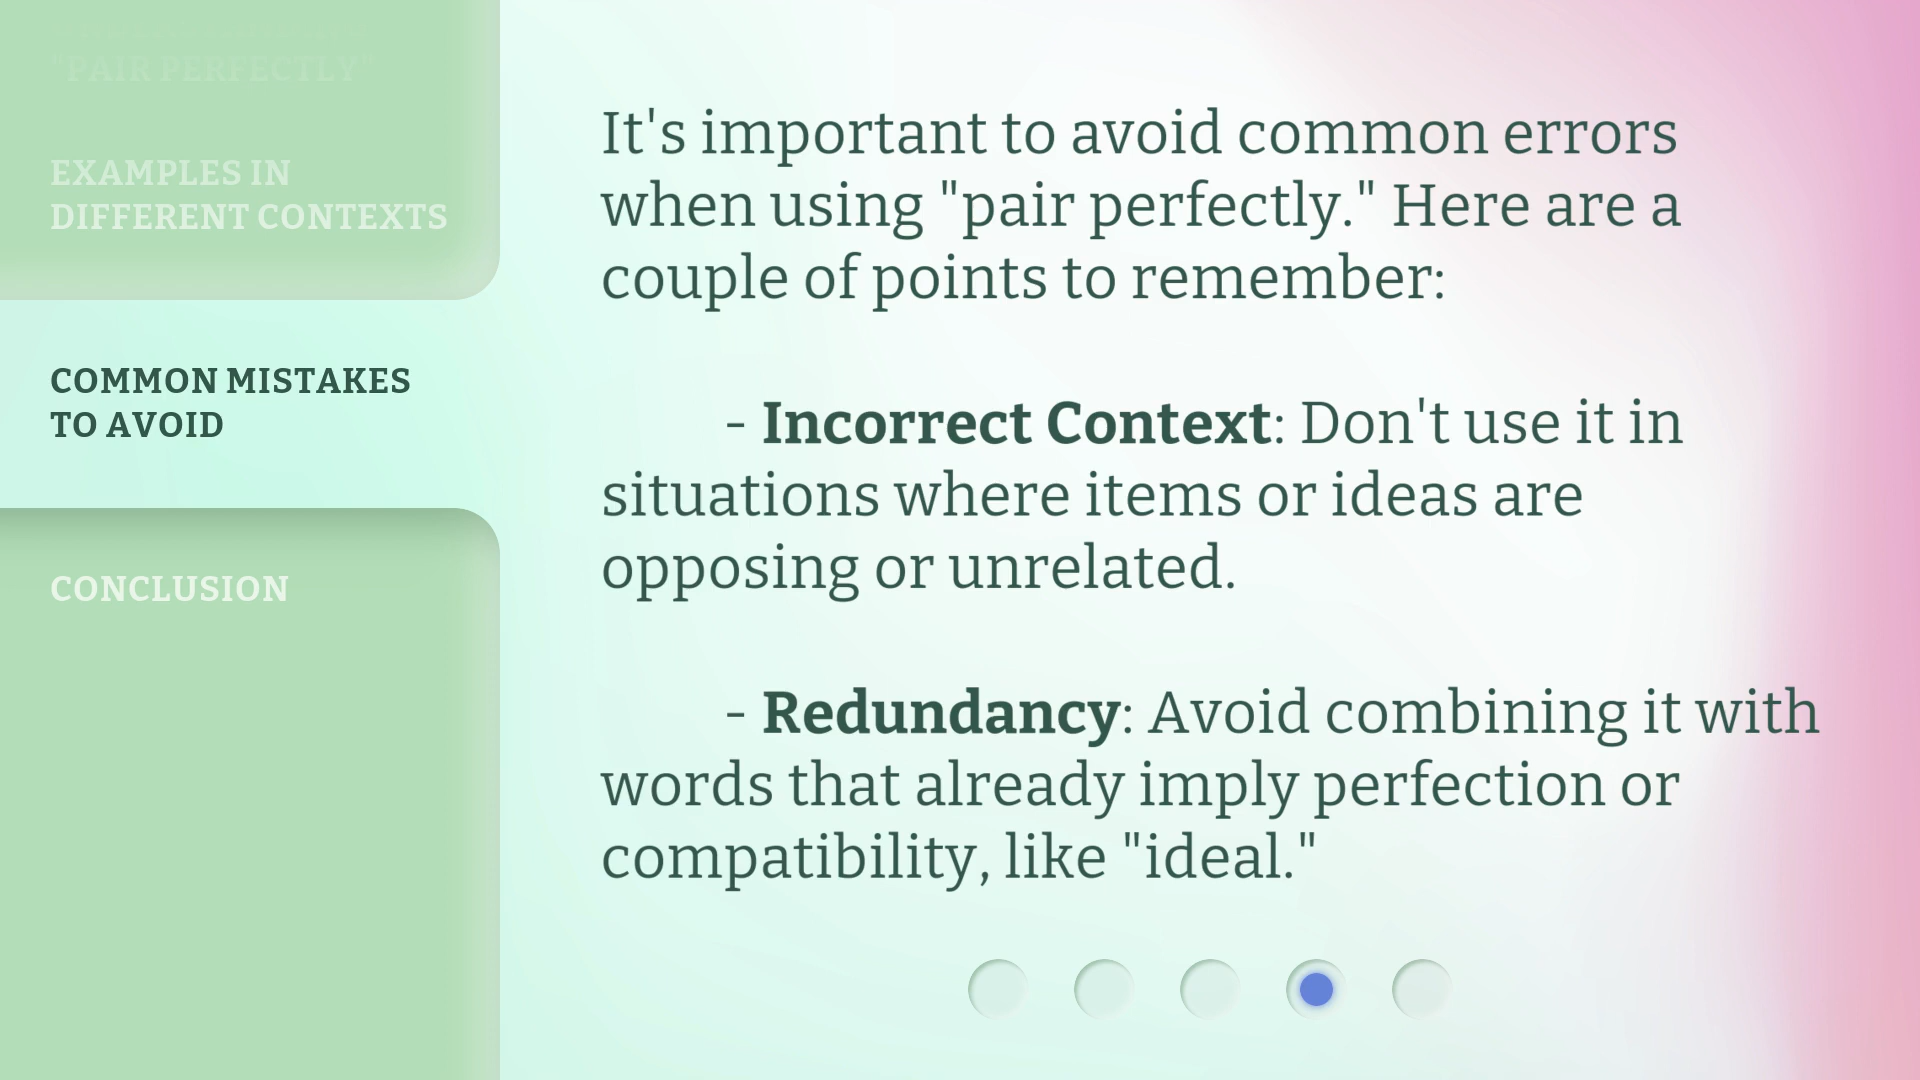 "PAIR PERFECTLY"
EXAMPLES IN
DIFFERENT CONTEXTS
COMMON MISTAKES
TO AVOID
CONCLUSION
It's important to avoid common errors
when using "pair perfectly." Here are a
couple of points to remember:
- Incorrect Context: Don't use it in
situations where items or ideas are
opposing or unrelated.
- Redundancy: Avoid combining it with
words that already imply perfection or
compatibility, like "ideal."